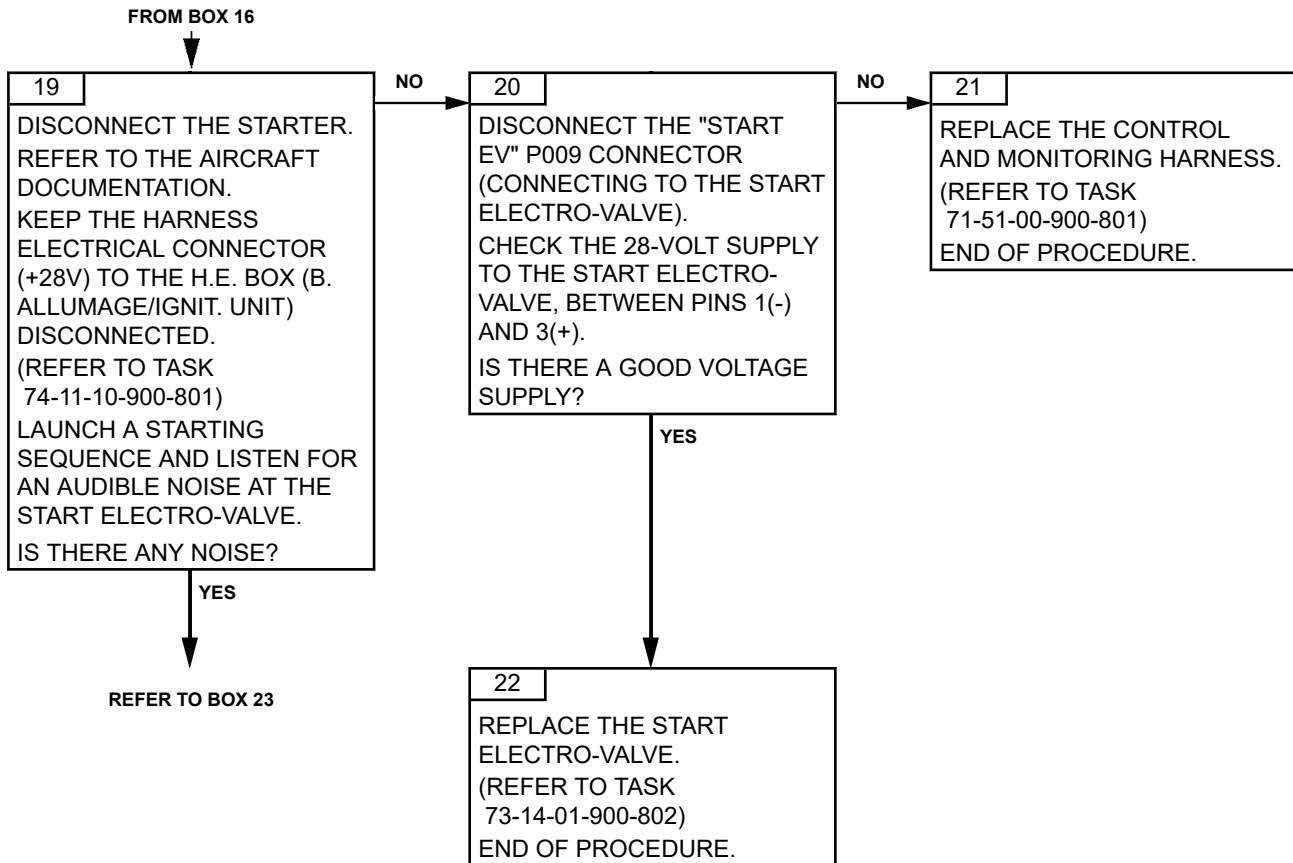 FROM BOX 16
19
DISCONNECT THE STARTER.
REFER TO THE AIRCRAFT
DOCUMENTATION.
KEEP THE HARNESS
ELECTRICAL CONNECTOR
(+28V) TO THE H.E. BOX (B.
ALLUMAGE/IGNIT. UNIT)
DISCONNECTED.
(REFER TO TASK
74-11-10-900-801)
LAUNCH A STARTING
SEQUENCE AND LISTEN FOR
AN AUDIBLE NOISE AT THE
START ELECTRO-VALVE.
IS THERE ANY NOISE?
YES
REFER TO BOX 23
NO
20
DISCONNECT THE "START
EV" P009 CONNECTOR
(CONNECTING TO THE START
ELECTRO-VALVE).
CHECK THE 28-VOLT SUPPLY
TO THE START ELECTRO-
VALVE, BETWEEN PINS 1(-)
AND 3(+).
IS THERE A GOOD VOLTAGE
SUPPLY?
NO
21
REPLACE THE CONTROL
AND MONITORING HARNESS.
(REFER TO TASK
71-51-00-900-801)
END OF PROCEDURE.
YES
22
REPLACE THE START
ELECTRO-VALVE.
(REFER TO TASK
73-14-01-900-802)
END OF PROCEDURE.